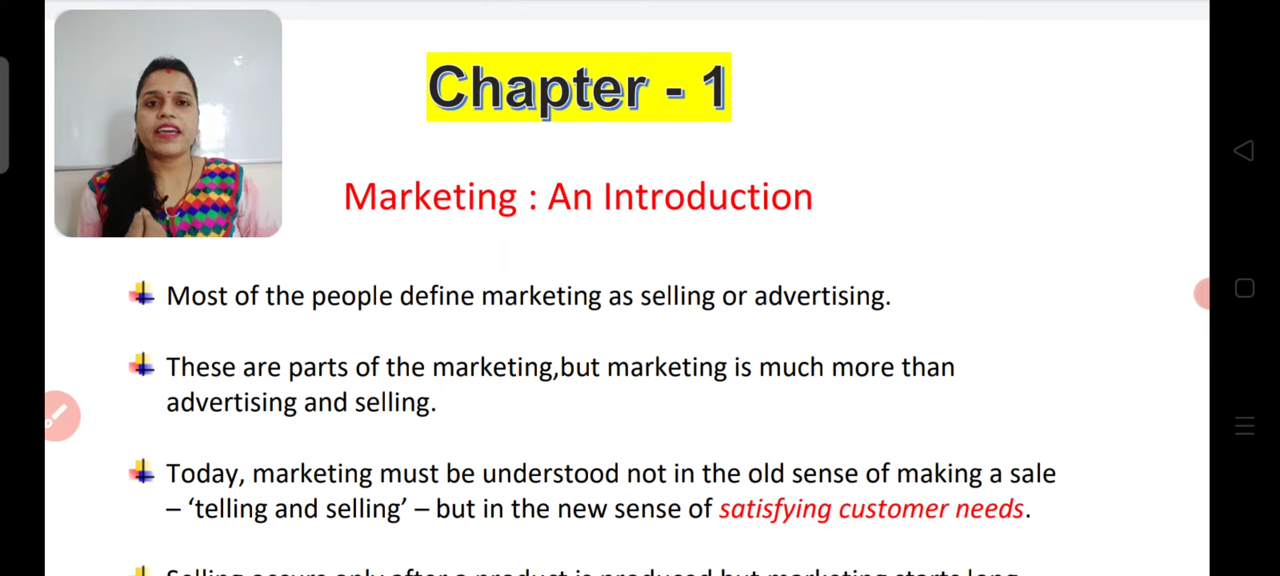 Chapter - 1
Marketing : An Introduction
Most of the people define marketing as selling or advertising.
These are parts of the marketing,but marketing is much more than
advertising and selling.
Today, marketing must be understood not in the old sense of making a sale
– ‘telling and selling’ – but in the new sense of satisfying customer needs.
Selling occurs only after a product is produced but marketing starts long